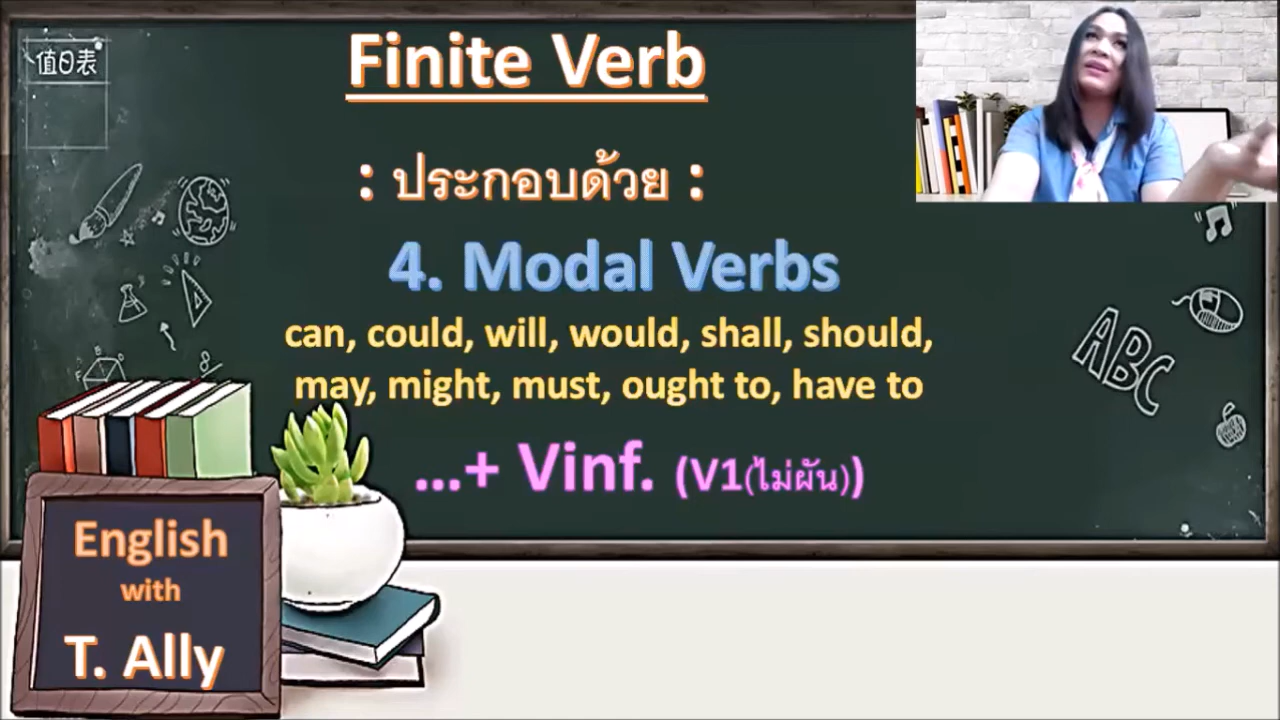 值日表
Finite Verb
: ประกอบด้วย :
4. Modal Verbs
can, could, will, would, shall, should,
may, might, must, ought to, have to
...+ Vinf. (V1(ไม่ผัน))
ABC
English
with
T. Ally